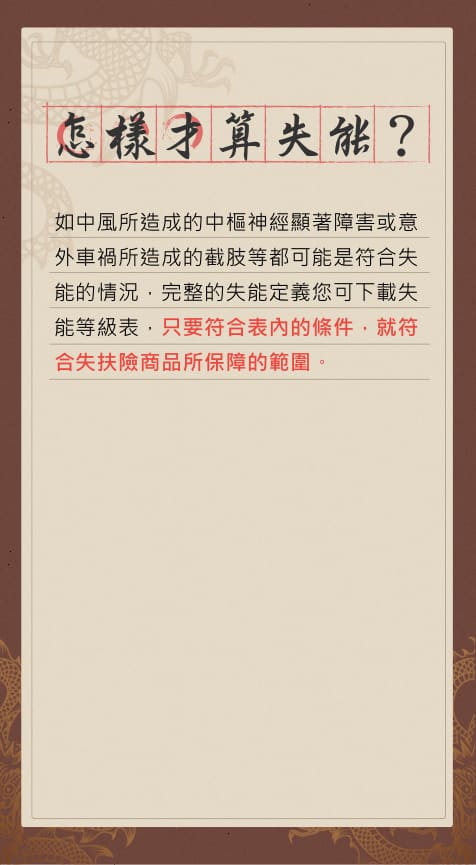 怎樣才算失能？
如中風所造成的中樞神經顯著障害或意
外車禍所造成的截肢等都可能是符合失
能的情況，完整的失能定義您可下載失
能等級表，只要符合表內的條件，就符
合失扶險商品所保障的範圍。